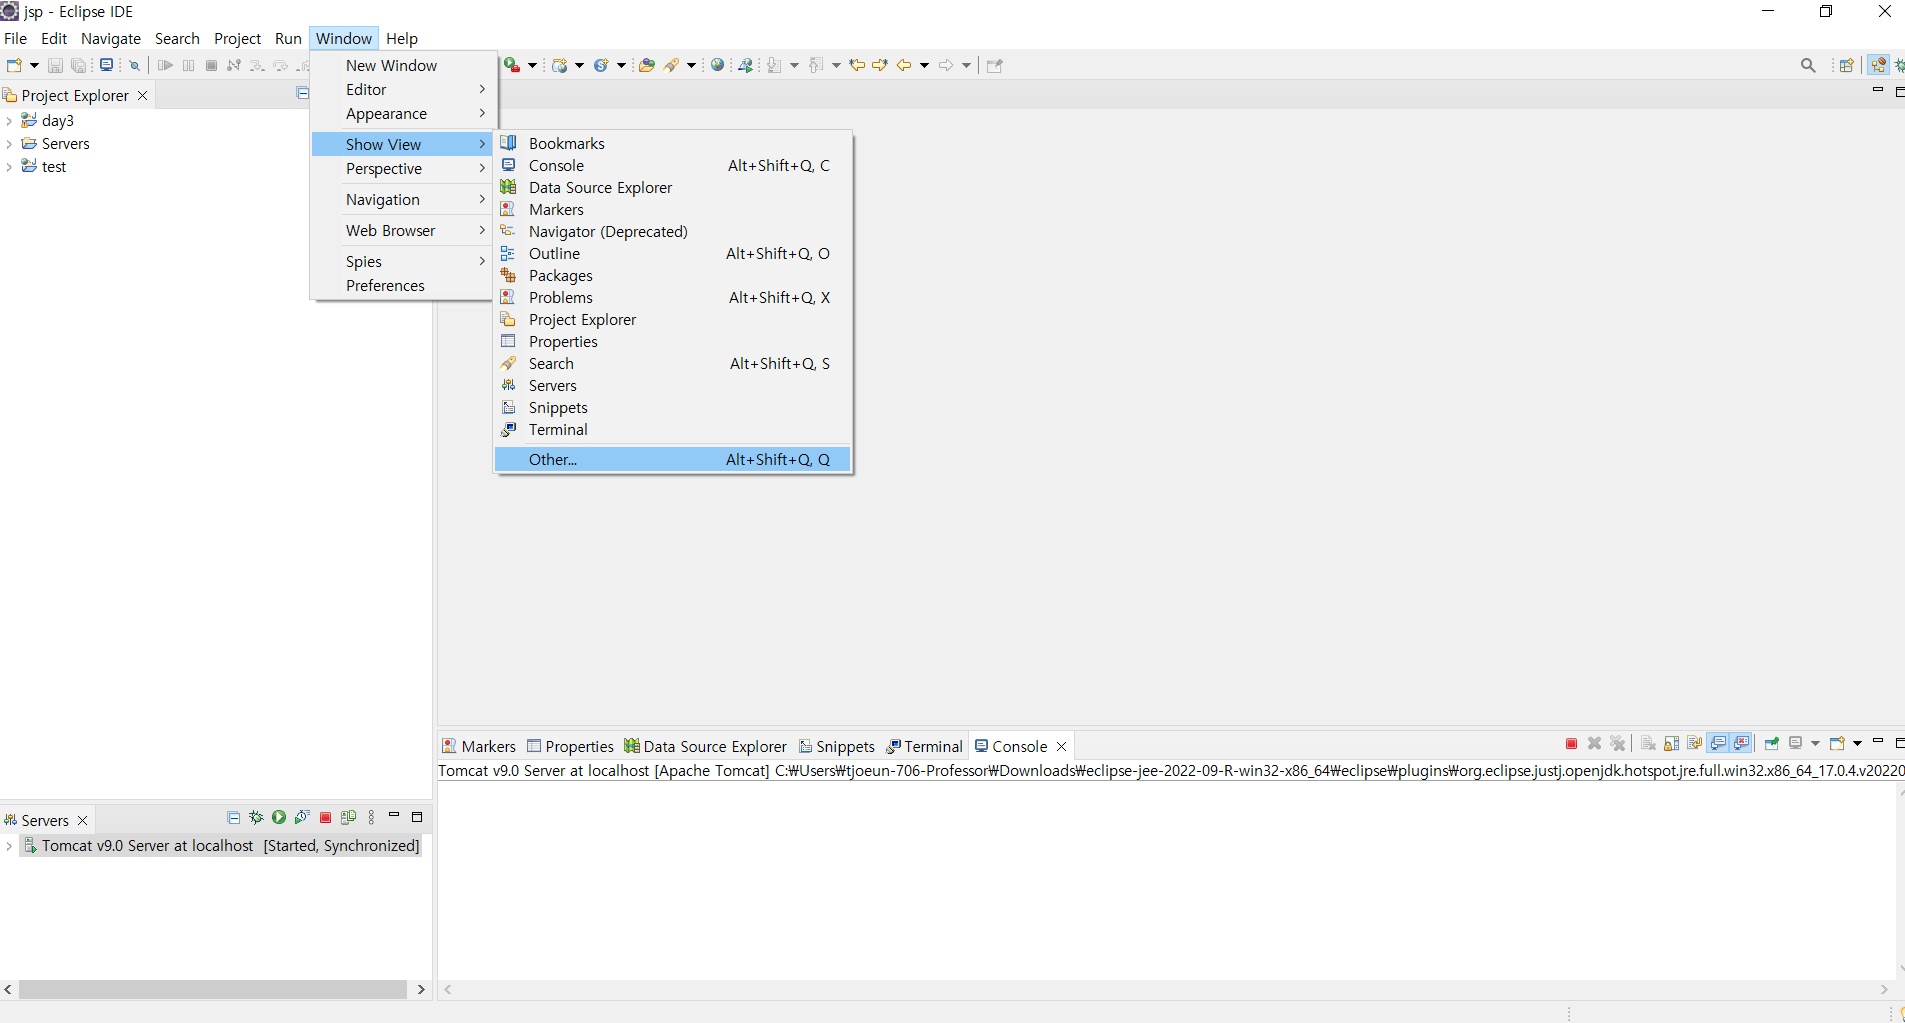 jsp - Eclipse IDE
File Edit Navigate Search Project Run Window Help
Project Explorer
day3
Servers
test
New Window
Editor
Appearance
Show View
Perspective
Navigation
Web Browser
Spies
Preferences
Bookmarks
Console Alt+Shift+Q, C
Data Source Explorer
Markers
Navigator (Deprecated)
Outline Alt+Shift+Q, O
Packages
Problems Alt+Shift+Q, X
Project Explorer
Properties
Search Alt+Shift+Q, S
Servers
Snippets
Terminal
Other... Alt+Shift+Q, Q
Markers Properties Data Source Explorer Snippets Terminal Console
Tomcat v9.0 Server at localhost [Apache Tomcat] C:₩Users₩tjoeun-706-Professor₩Downloads₩eclipse-jee-2022-09-R-win32-x86_64₩eclipse₩plugins₩org.eclipse.justj.openjdk.hotspot.jre.full.win32.x86_64_17.0.4.v20220
Servers
Tomcat v9.0 Server at localhost [Started, Synchronized]